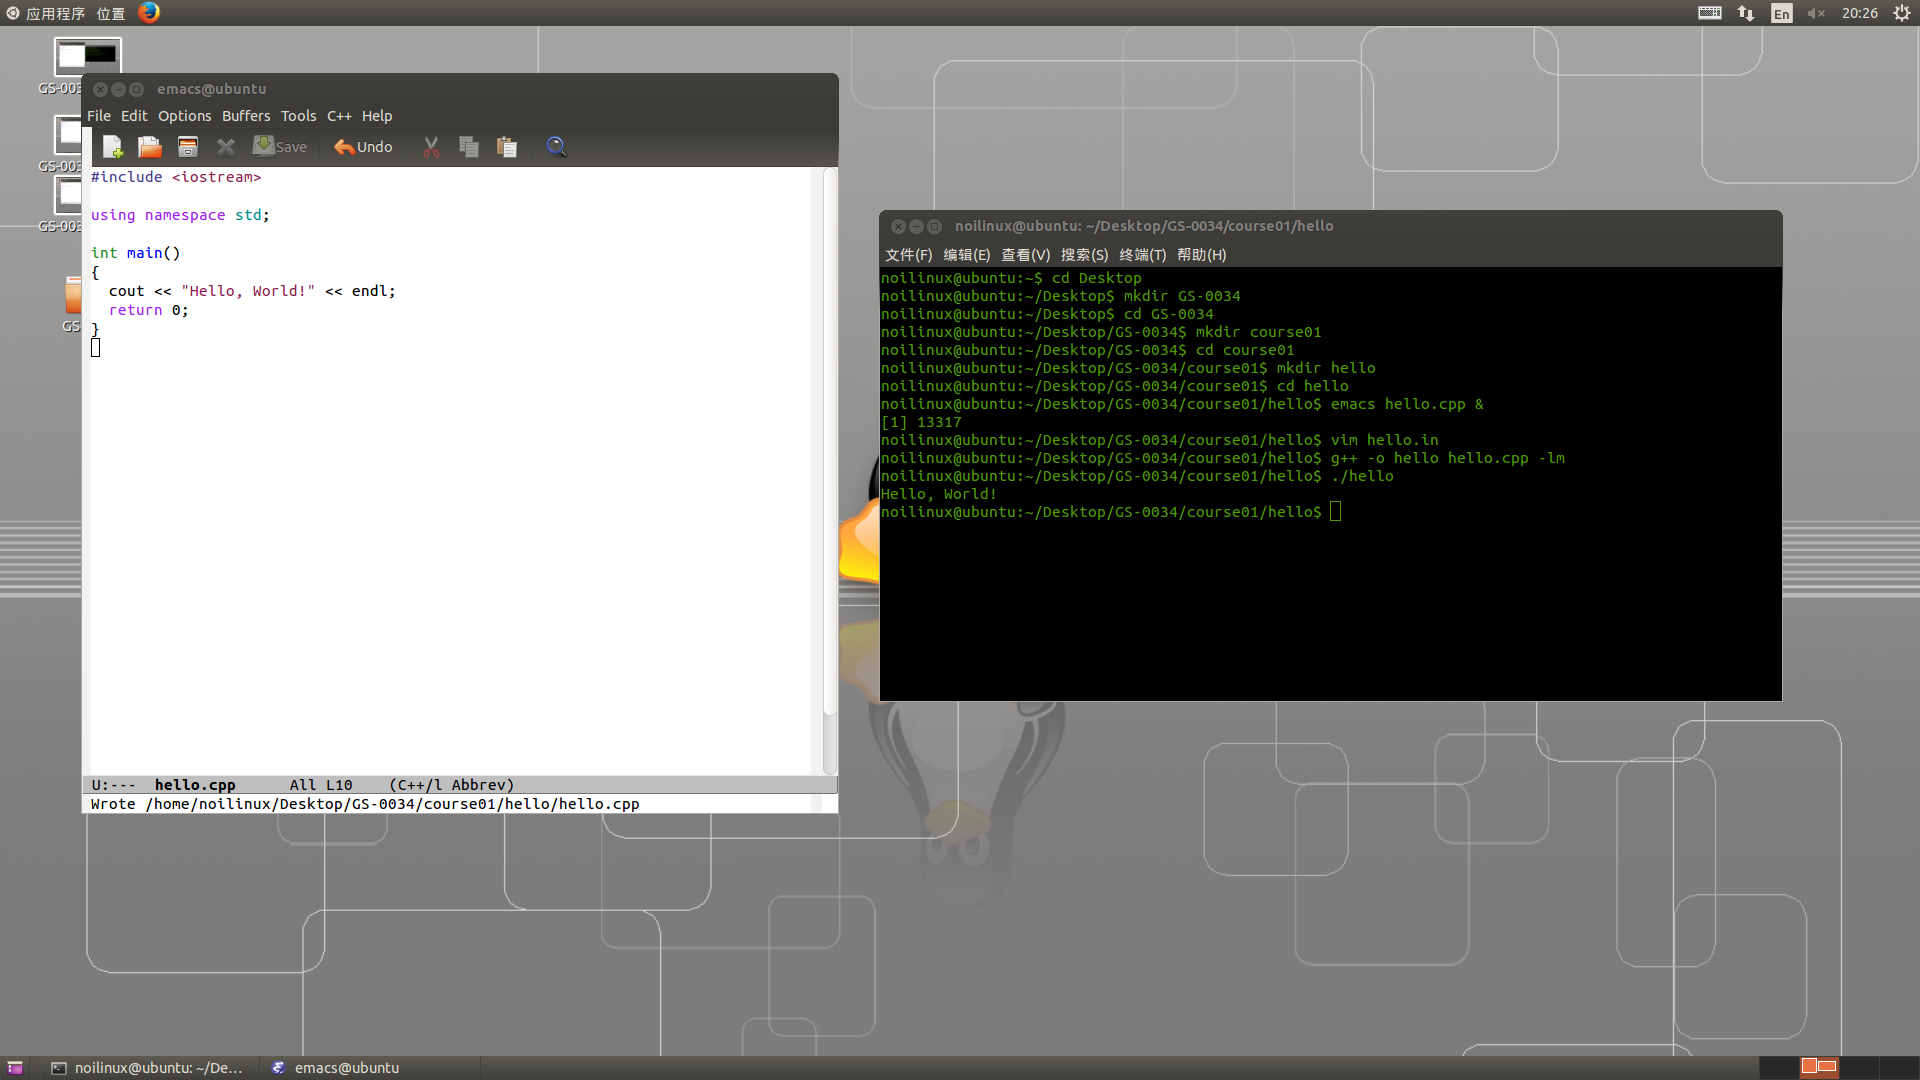 应用程序 位置 En 20:26
GS-003
GS-003
GS-003
GS
emacs@ubuntu
File Edit Options Buffers Tools C++ Help
Save Undo
#include <iostream>
using namespace std;
int main()
{
cout << "Hello, World!" << endl;
return 0;
}
U:--- hello.cpp All L10 (C++/l Abbrev)
Wrote /home/noilinux/Desktop/GS-0034/course01/hello/hello.cpp
noilinux@ubuntu: ~/Desktop/GS-0034/course01/hello
文件(F) 编辑(E) 查看(V) 搜索(S) 终端(T) 帮助(H)
noilinux@ubuntu:~$ cd Desktop
noilinux@ubuntu:~/Desktop$ mkdir GS-0034
noilinux@ubuntu:~/Desktop$ cd GS-0034
noilinux@ubuntu:~/Desktop/GS-0034$ mkdir course01
noilinux@ubuntu:~/Desktop/GS-0034$ cd course01
noilinux@ubuntu:~/Desktop/GS-0034/course01$ mkdir hello
noilinux@ubuntu:~/Desktop/GS-0034/course01$ cd hello
noilinux@ubuntu:~/Desktop/GS-0034/course01/hello$ emacs hello.cpp &
[1] 13317
noilinux@ubuntu:~/Desktop/GS-0034/course01/hello$ vim hello.in
noilinux@ubuntu:~/Desktop/GS-0034/course01/hello$ g++ -o hello hello.cpp -lm
noilinux@ubuntu:~/Desktop/GS-0034/course01/hello$ ./hello
Hello, World!
noilinux@ubuntu:~/Desktop/GS-0034/course01/hello$
noilinux@ubuntu: ~/De... emacs@ubuntu